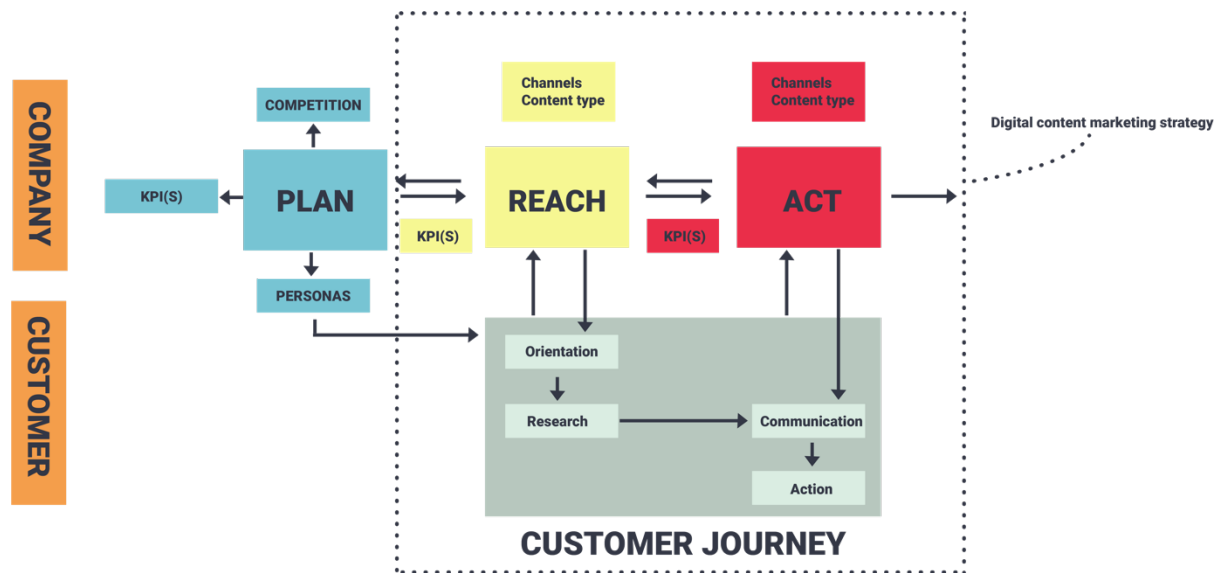 COMPANY
CUSTOMER
COMPETITION
KPI(S)
PLAN
PERSONAS
KPI(S)
Channels
Content type
REACH
KPI(S)
Channels
Content type
ACT
Digital content marketing strategy
Orientation
Research
Communication
Action
CUSTOMER JOURNEY